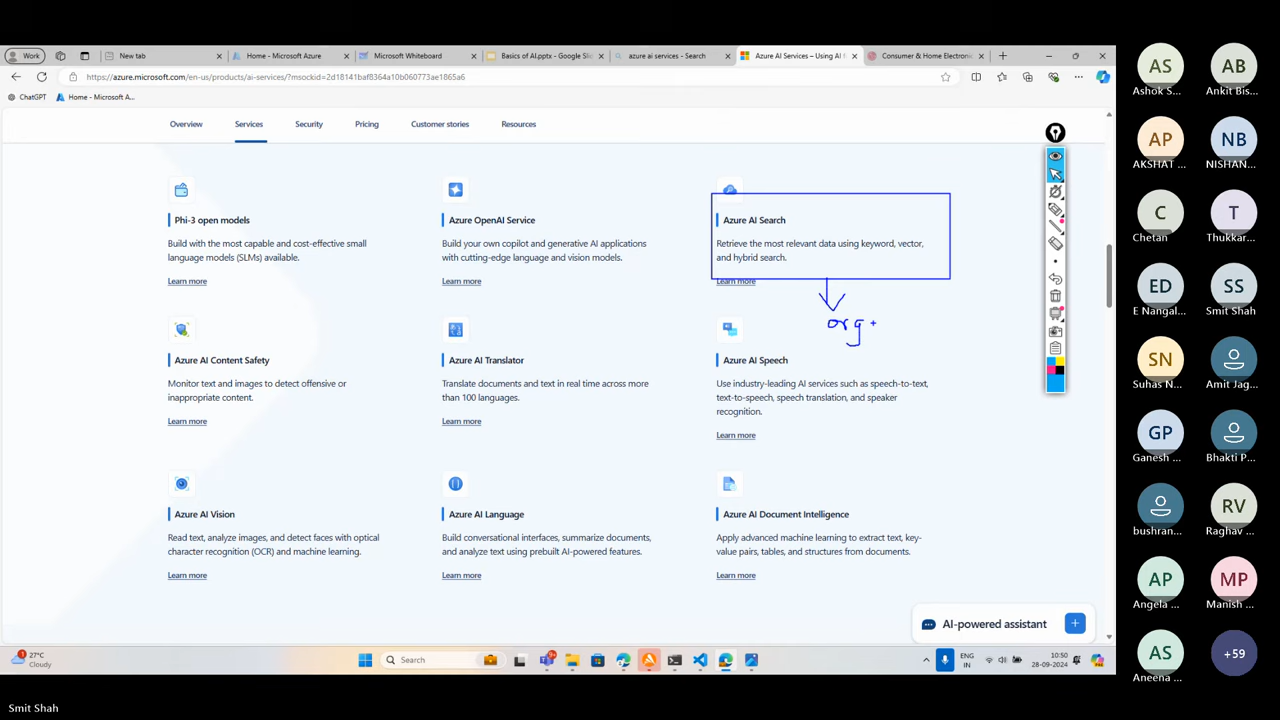 Work
New tab
Home - Microsoft Azure
Microsoft Whiteboard
Basics of AI.pptx - Google Slid
azure ai services - Search
Azure AI Services – Using AI f
Consumer & Home Electronic
https://azure.microsoft.com/en-us/products/ai-services/?msockid=2d18141baf8364a10b060773ae1865a6
ChatGPT
Home - Microsoft A...
Overview
Services
Security
Pricing
Customer stories
Resources
Phi-3 open models
Build with the most capable and cost-effective small
language models (SLMs) available.
Learn more
Azure OpenAI Service
Build your own copilot and generative AI applications
with cutting-edge language and vision models.
Learn more
Azure AI Search
Retrieve the most relevant data using keyword, vector,
and hybrid search.
Learn more
org
Azure AI Content Safety
Monitor text and images to detect offensive or
inappropriate content.
Learn more
Azure AI Translator
Translate documents and text in real time across more
than 100 languages.
Learn more
Azure AI Speech
Use industry-leading AI services such as speech-to-text,
text-to-speech, speech translation, and speaker
recognition.
Learn more
Azure AI Vision
Read text, analyze images, and detect faces with optical
character recognition (OCR) and machine learning.
Learn more
Azure AI Language
Build conversational interfaces, summarize documents,
and analyze text using prebuilt AI-powered features.
Learn more
Azure AI Document Intelligence
Apply advanced machine learning to extract text, key-
value pairs, tables, and structures from documents.
Learn more
AI-powered assistant
27°C
Cloudy
Search
ENG
IN
10:50
28-09-2024
AS
Ashok S...
AB
Ankit Bis...
AP
AKSHAT ...
NB
NISHAN...
C
Chetan
T
Thukkar...
ED
E Nangal...
SS
Smit Shah
SN
Suhas N...
Amit Jag...
GP
Ganesh ...
Bhakti P...
bushran...
RV
Raghav ...
AP
Angela ...
MP
Manish ...
AS
Aneena ...
+59
Smit Shah